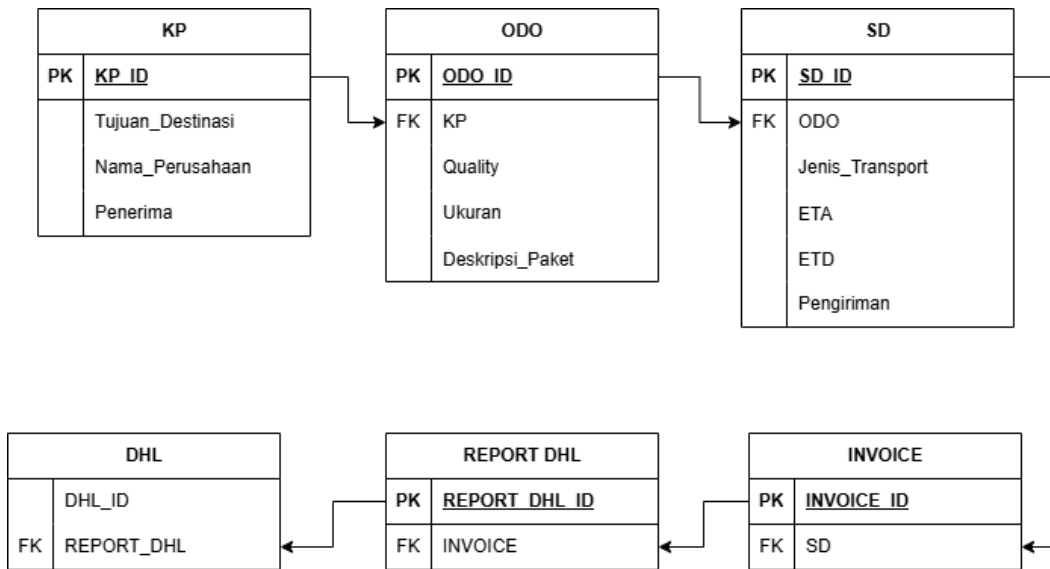 KP
PK KP_ID
Tujuan_Destinasi
Nama_Perusahaan
Penerima
ODO
PK ODO_ID
FK KP
Quality
Ukuran
Deskripsi_Paket
SD
PK SD_ID
FK ODO
Jenis_Transport
ETA
ETD
Pengiriman
DHL
DHL_ID
FK REPORT_DHL
REPORT DHL
PK REPORT_DHL_ID
FK INVOICE
INVOICE
PK INVOICE_ID
FK SD